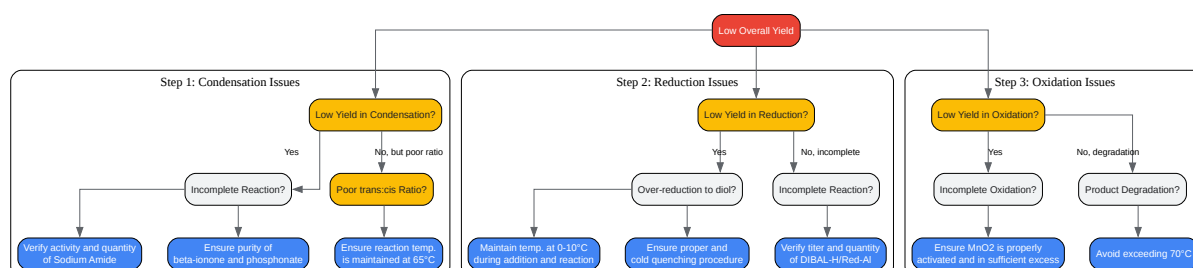 Low Overall Yield
Step 1: Condensation Issues
Low Yield in Condensation?
Yes
No, but poor ratio
Incomplete Reaction?
Poor trans:cis Ratio?
Verify activity and quantity
of Sodium Amide
Ensure purity of
beta-ionone and phosphonate
Ensure reaction temp.
is maintained at 65°C
Step 2: Reduction Issues
Low Yield in Reduction?
Yes
No, incomplete
Over-reduction to diol?
Incomplete Reaction?
Maintain temp. at 0-10°C
during addition and reaction
Ensure proper and
cold quenching procedure
Verify titer and quantity
of DIBAL-H/Red-Al
Step 3: Oxidation Issues
Low Yield in Oxidation?
Yes
No, degradation
Incomplete Oxidation?
Product Degradation?
Ensure MnO2 is properly
activated and in sufficient excess
Avoid exceeding 70°C